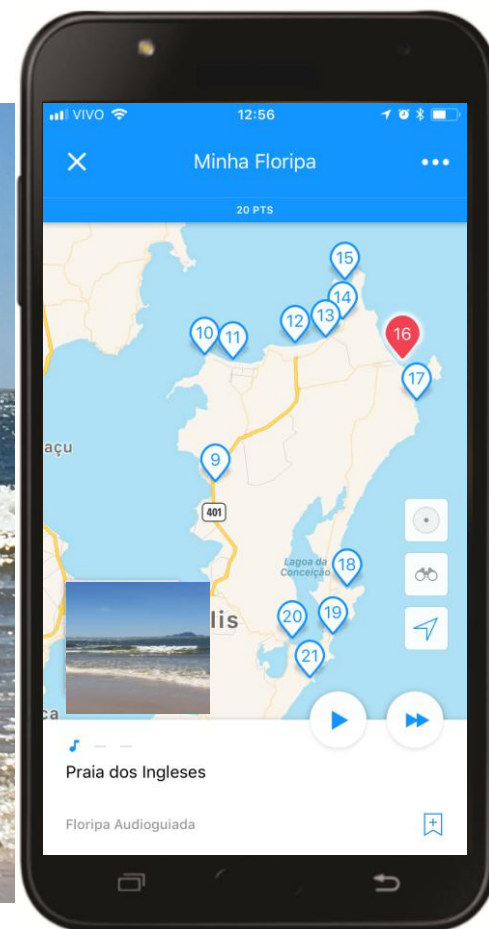 VIVO 12:56
Minha Floripa
20 PTS
15
14
13
12
16
10
11
17
açu
9
401
Lagoa da
Conceição
18
lis
20
19
21
ca
Praia dos Ingleses
Floripa Audioguiada